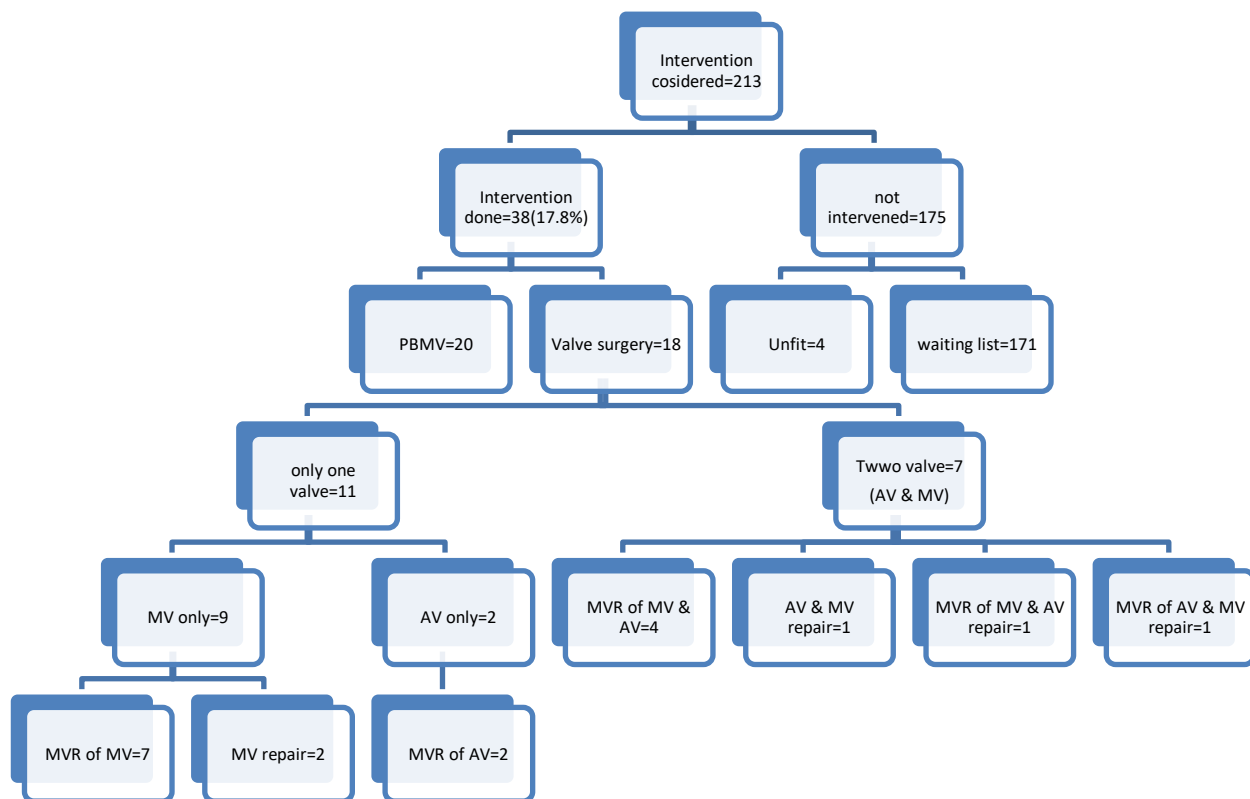 Intervention
cosidered=213
Intervention
done=38(17.8%)
not
intervened=175
PBMV=20
Valve surgery=18
Unfit=4
waiting list=171
only one
valve=11
Twwo valve=7
(AV & MV)
MV only=9
AV only=2
MVR of MV &
AV=4
AV & MV
repair=1
MVR of MV & AV
repair=1
MVR of AV & MV
repair=1
MVR of MV=7
MV repair=2
MVR of AV=2